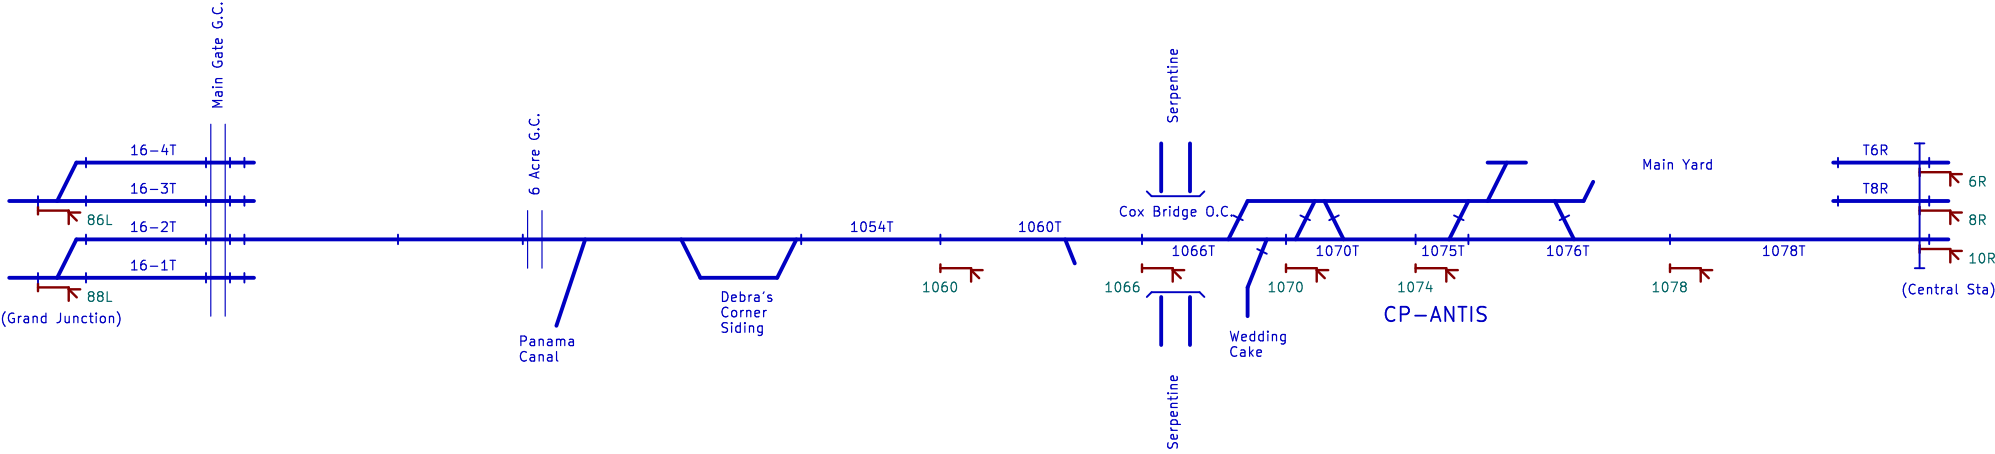 Main Gate G.C.
6 Acre G.C.
Serpentine
16-4T
16-3T
16-2T
16-1T
86L
88L
(Grand Junction)
Panama
Canal
Debra's
Corner
Siding
1054T
1060T
1060
Cox Bridge O.C.
1066T
1066
1070T
1070
1075T
1074
1076T
1078T
1078
CP-ANTIS
Wedding
Cake
Serpentine
Main Yard
T6R
T8R
6R
8R
10R
(Central Sta)